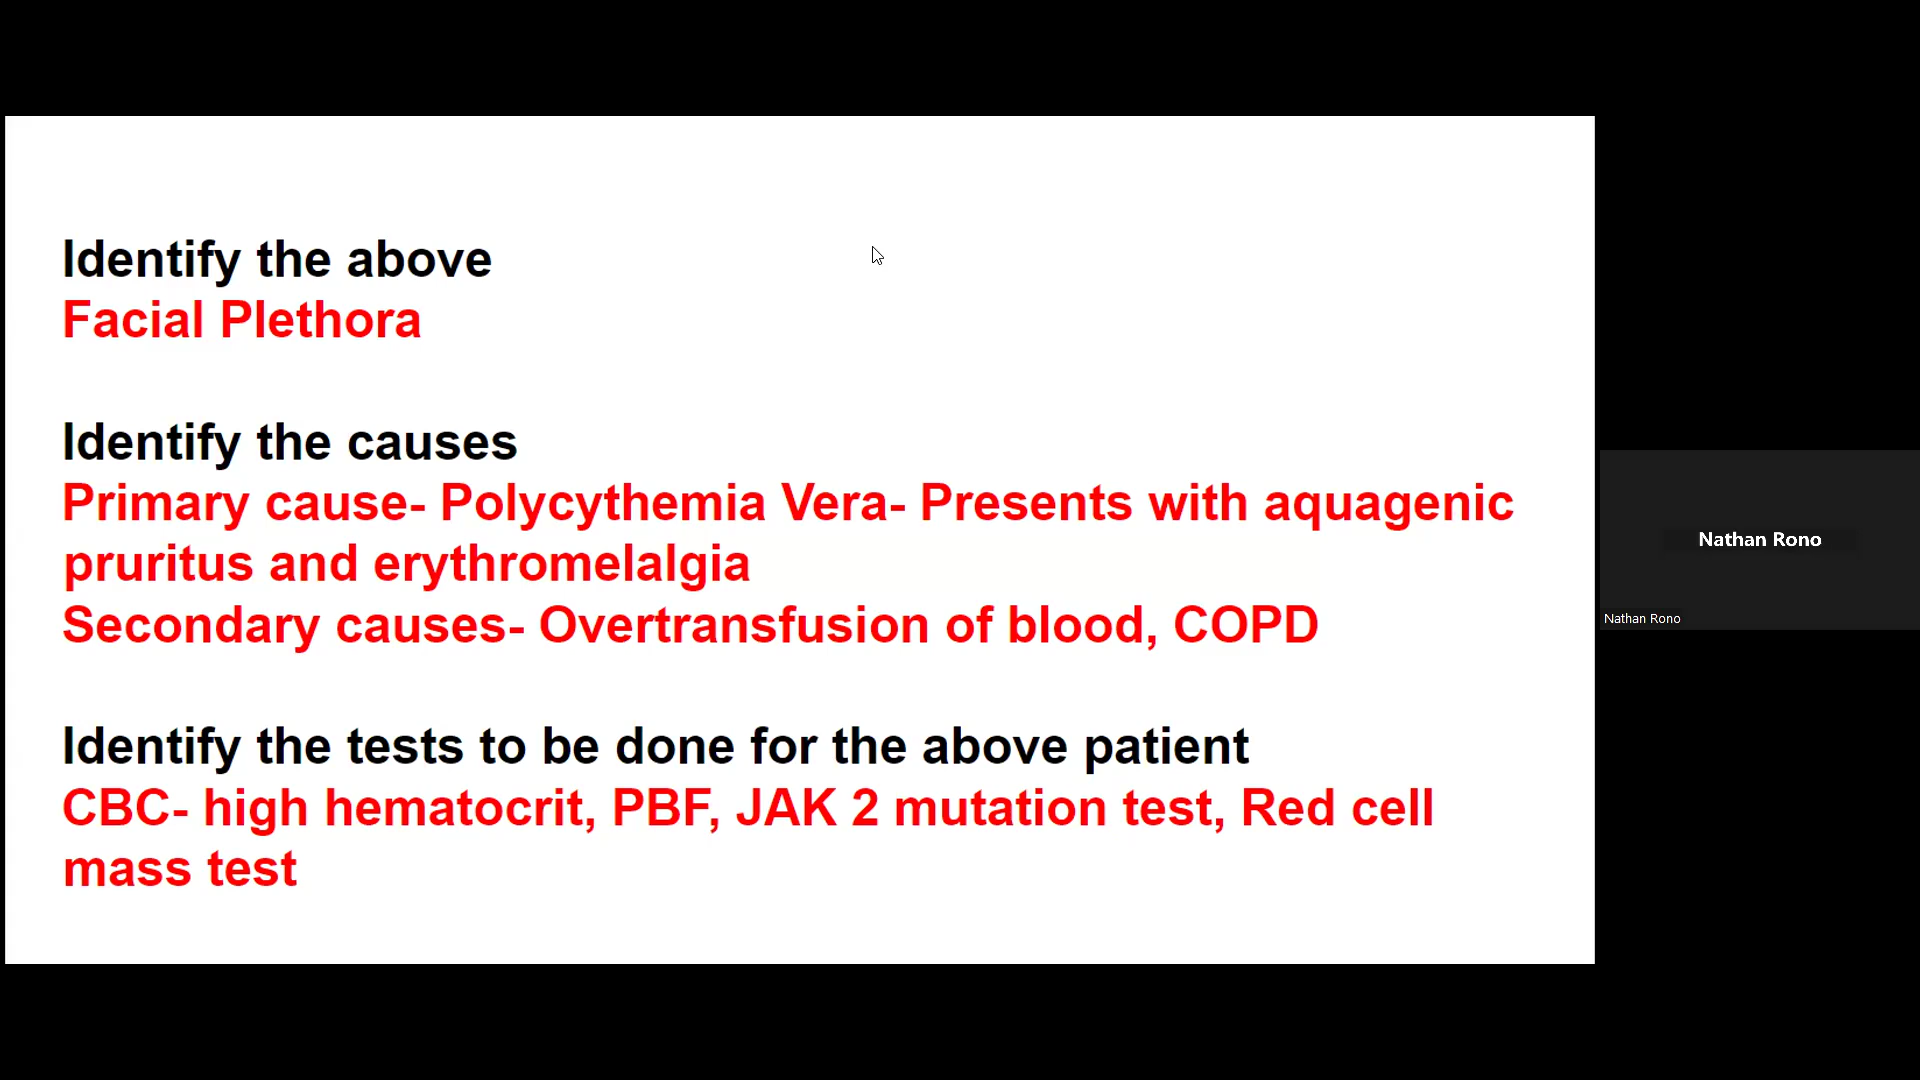 Identify the above
Facial Plethora
Identify the causes
Primary cause- Polycythemia Vera- Presents with aquagenic
pruritus and erythromelalgia
Secondary causes- Overtransfusion of blood, COPD
Identify the tests to be done for the above patient
CBC- high hematocrit, PBF, JAK 2 mutation test, Red cell
mass test
Nathan Rono
Nathan Rono